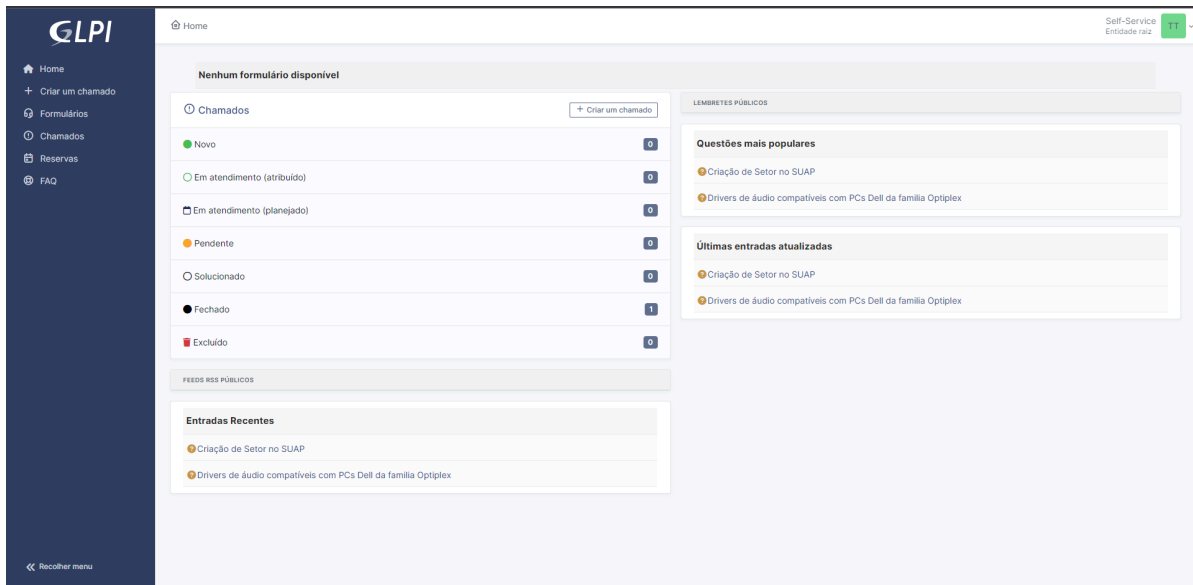 GLPI
Home
Criar um chamado
Formulários
Chamados
Reservas
FAQ
Recolher menu
Home
Self-Service
Entidade raiz
TT
Nenhum formulário disponível
Chamados
+ Criar um chamado
Novo 0
Em atendimento (atribuído) 0
Em atendimento (planejado) 0
Pendente 0
Solucionado 0
Fechado 1
Excluído 0
FEEDS RSS PÚBLICOS
Entradas Recentes
Criação de Setor no SUAP
Drivers de áudio compatíveis com PCs Dell da familia Optiplex
LEMBRETES PÚBLICOS
Questões mais populares
Criação de Setor no SUAP
Drivers de áudio compatíveis com PCs Dell da familia Optiplex
Últimas entradas atualizadas
Criação de Setor no SUAP
Drivers de áudio compatíveis com PCs Dell da familia Optiplex